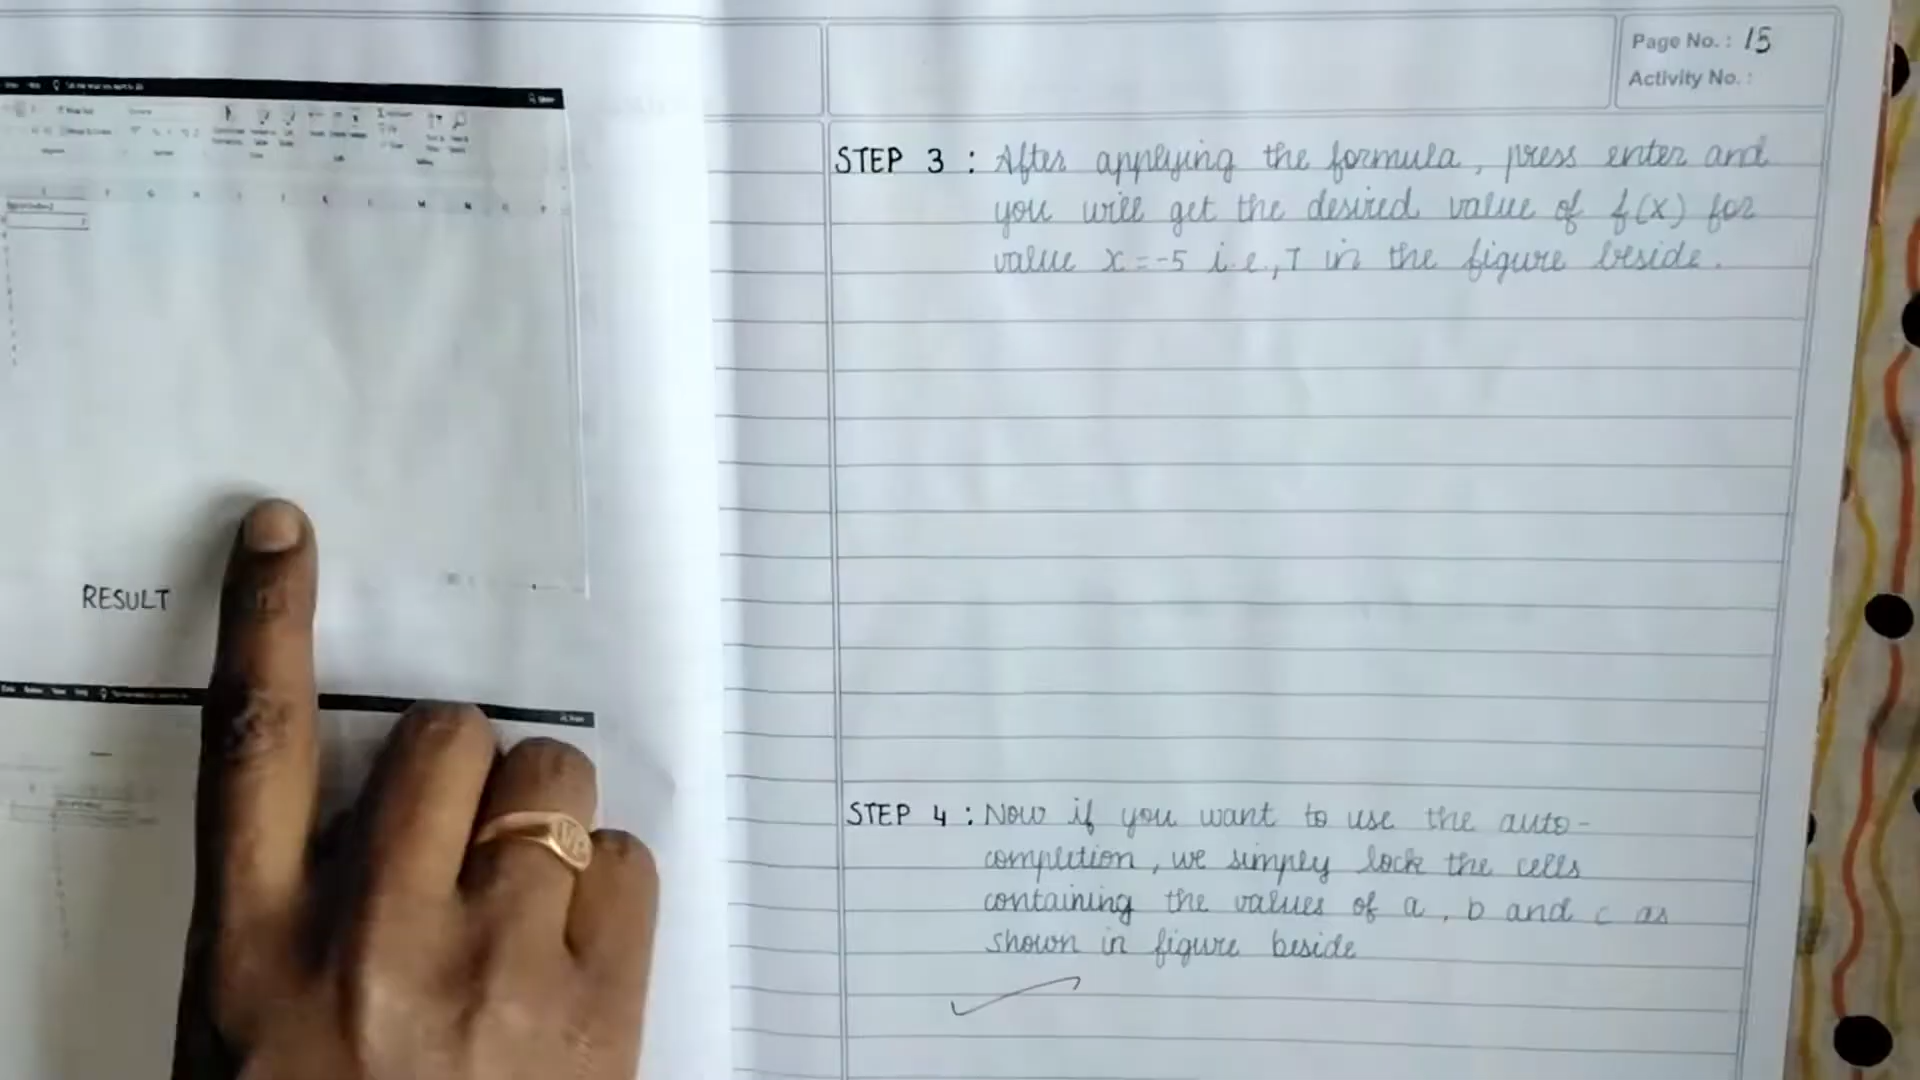 Page No.: 15
Activity No.:
STEP 3 : After applying the formula, press enter and
you will get the desired value of f(x) for
value x = -5 i.e., 7 in the figure beside.
RESULT
STEP 4 : Now if you want to use the auto-
completion, we simply lock the cells
containing the values of a, b and c as
shown in figure beside